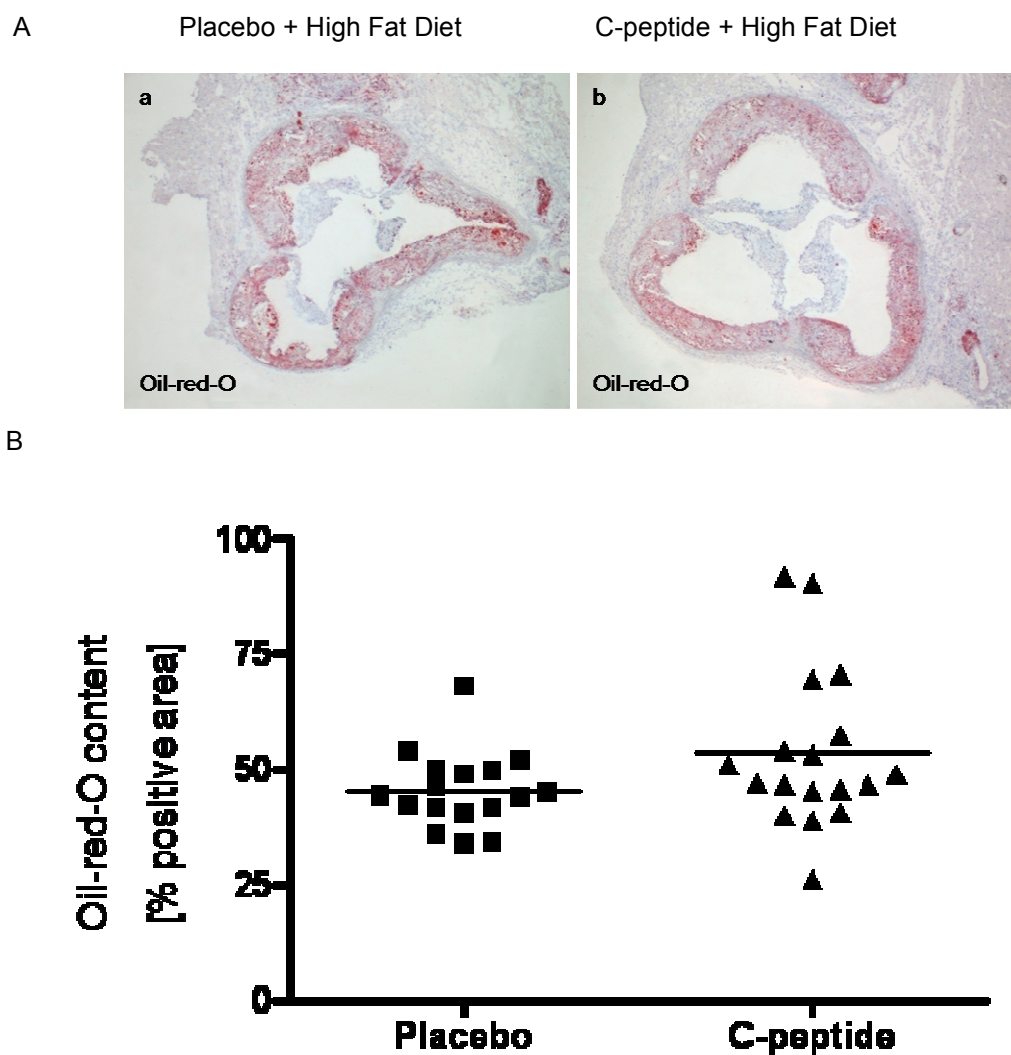 A
Placebo + High Fat Diet
C-peptide + High Fat Diet
a
b
Oil-red-O
Oil-red-O
B
Oil-red-O content
[% positive area]
100
75
50
25
0
Placebo
C-peptide